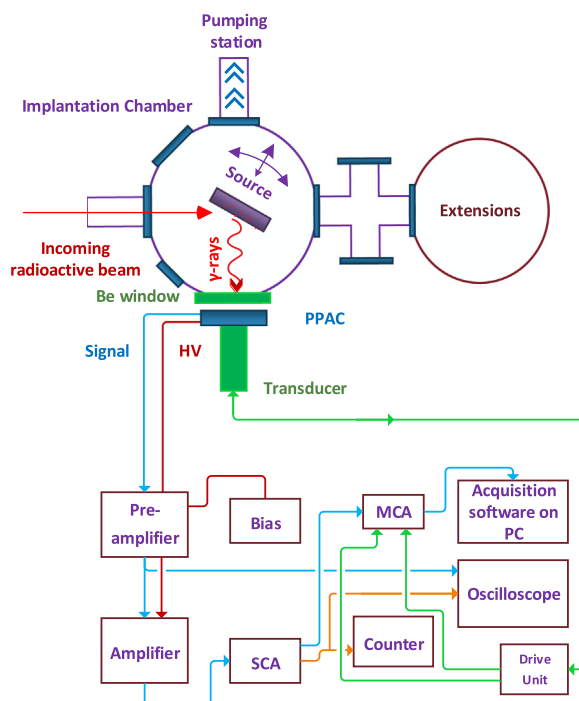 Pumping
station
Implantation Chamber
Source
Extensions
Incoming
radioactive beam
γ-rays
Be window
PPAC
Signal
HV
Transducer
Pre-
amplifier
Bias
MCA
Acquisition
software on
PC
Oscilloscope
Amplifier
SCA
Counter
Drive
Unit